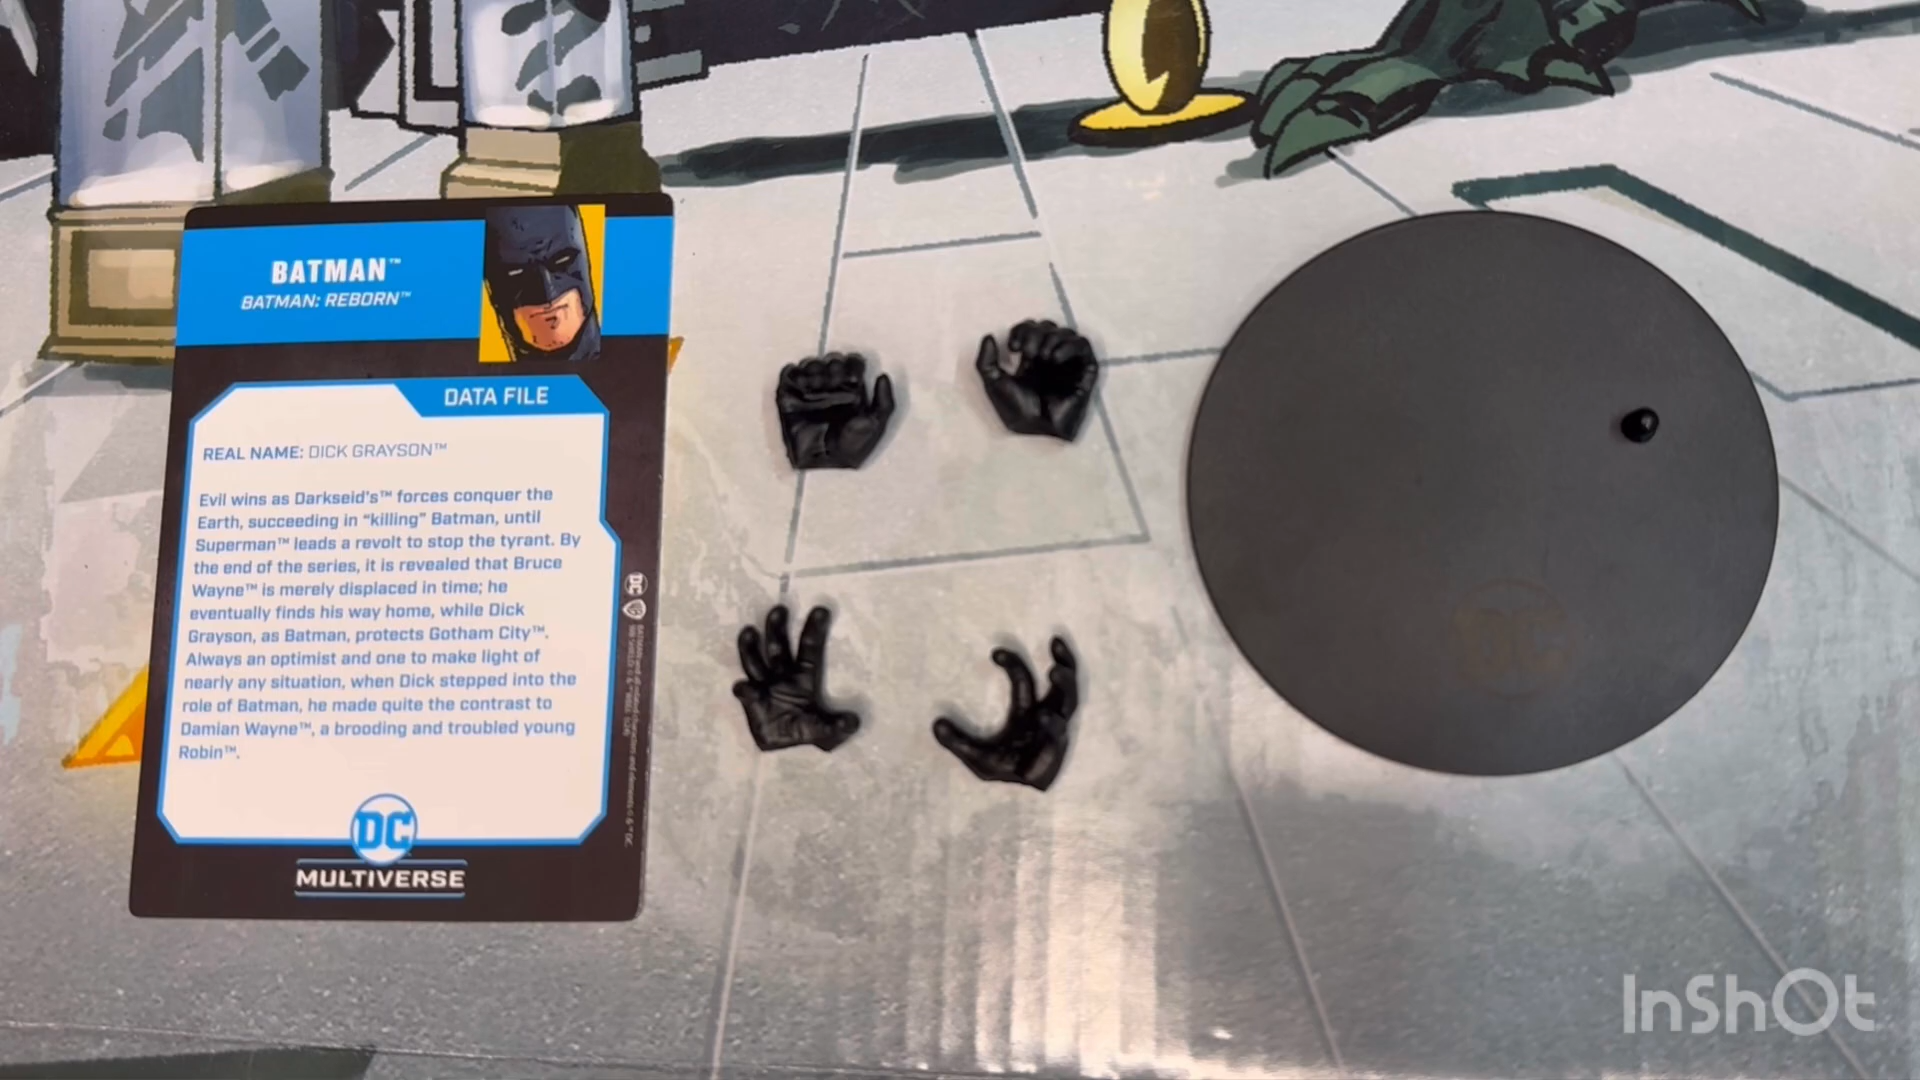 BATMAN™
BATMAN: REBORN™
DATA FILE
REAL NAME: DICK GRAYSON™
Evil wins as Darkseid's™ forces conquer the
Earth, succeeding in “killing” Batman, until
Superman™ leads a revolt to stop the tyrant. By
the end of the series, it is revealed that Bruce
Wayne™ is merely displaced in time; he
eventually finds his way home, while Dick
Grayson, as Batman, protects Gotham City™.
Always an optimist and one to make light of
nearly any situation, when Dick stepped into the
role of Batman, he made quite the contrast to
Damian Wayne™, a brooding and troubled young
Robin™.
DC
MULTIVERSE
DC
DC
InShOt